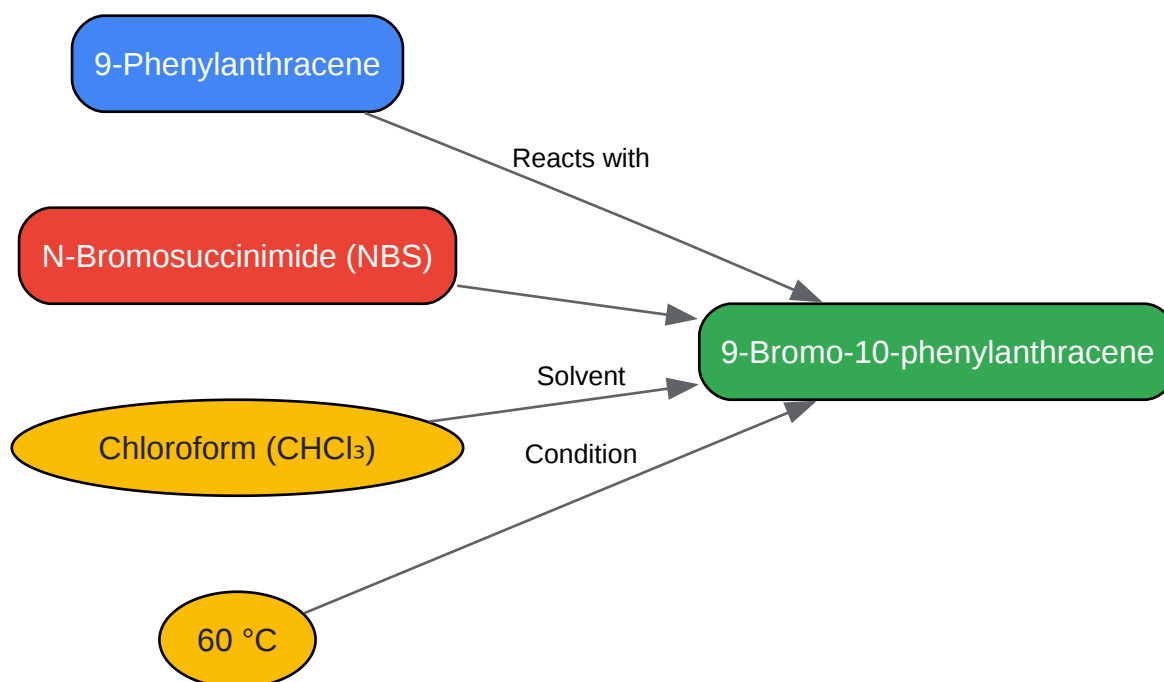 9-Phenylanthracene
Reacts with
N-Bromosuccinimide (NBS)
9-Bromo-10-phenylanthracene
Solvent
Chloroform (CHCl₃)
Condition
60 °C